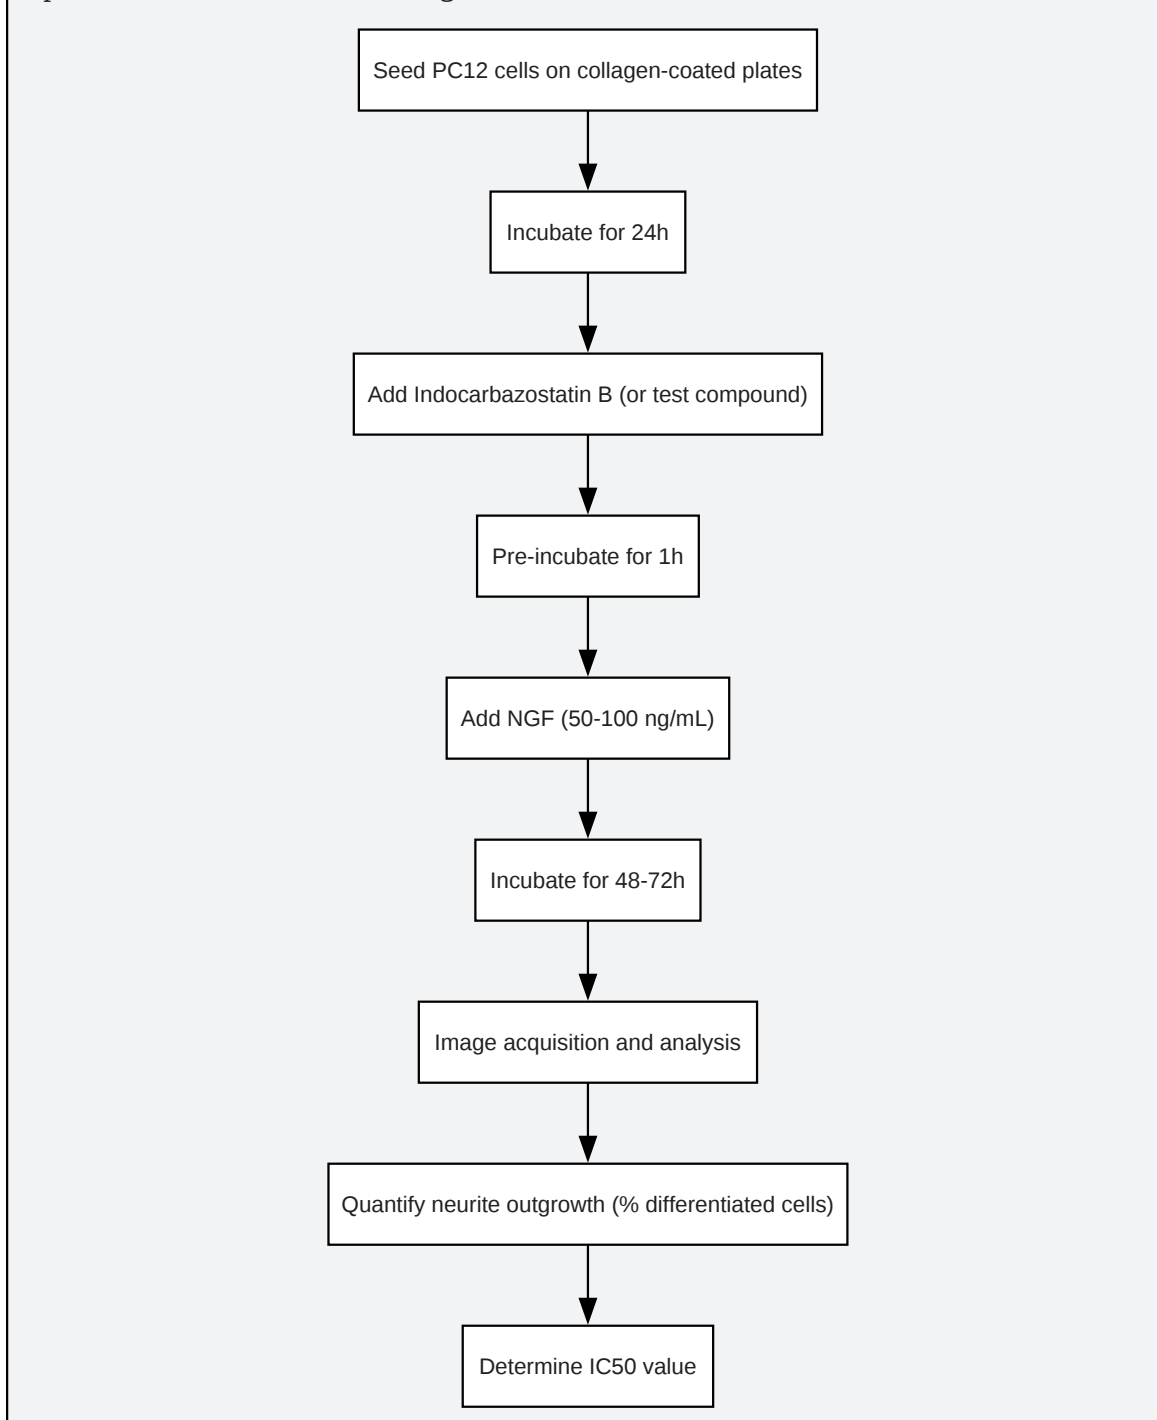 Seed PC12 cells on collagen-coated plates
Incubate for 24h
Add Indocarbazostatin B (or test compound)
Pre-incubate for 1h
Add NGF (50-100 ng/mL)
Incubate for 48-72h
Image acquisition and analysis
Quantify neurite outgrowth (% differentiated cells)
Determine IC50 value